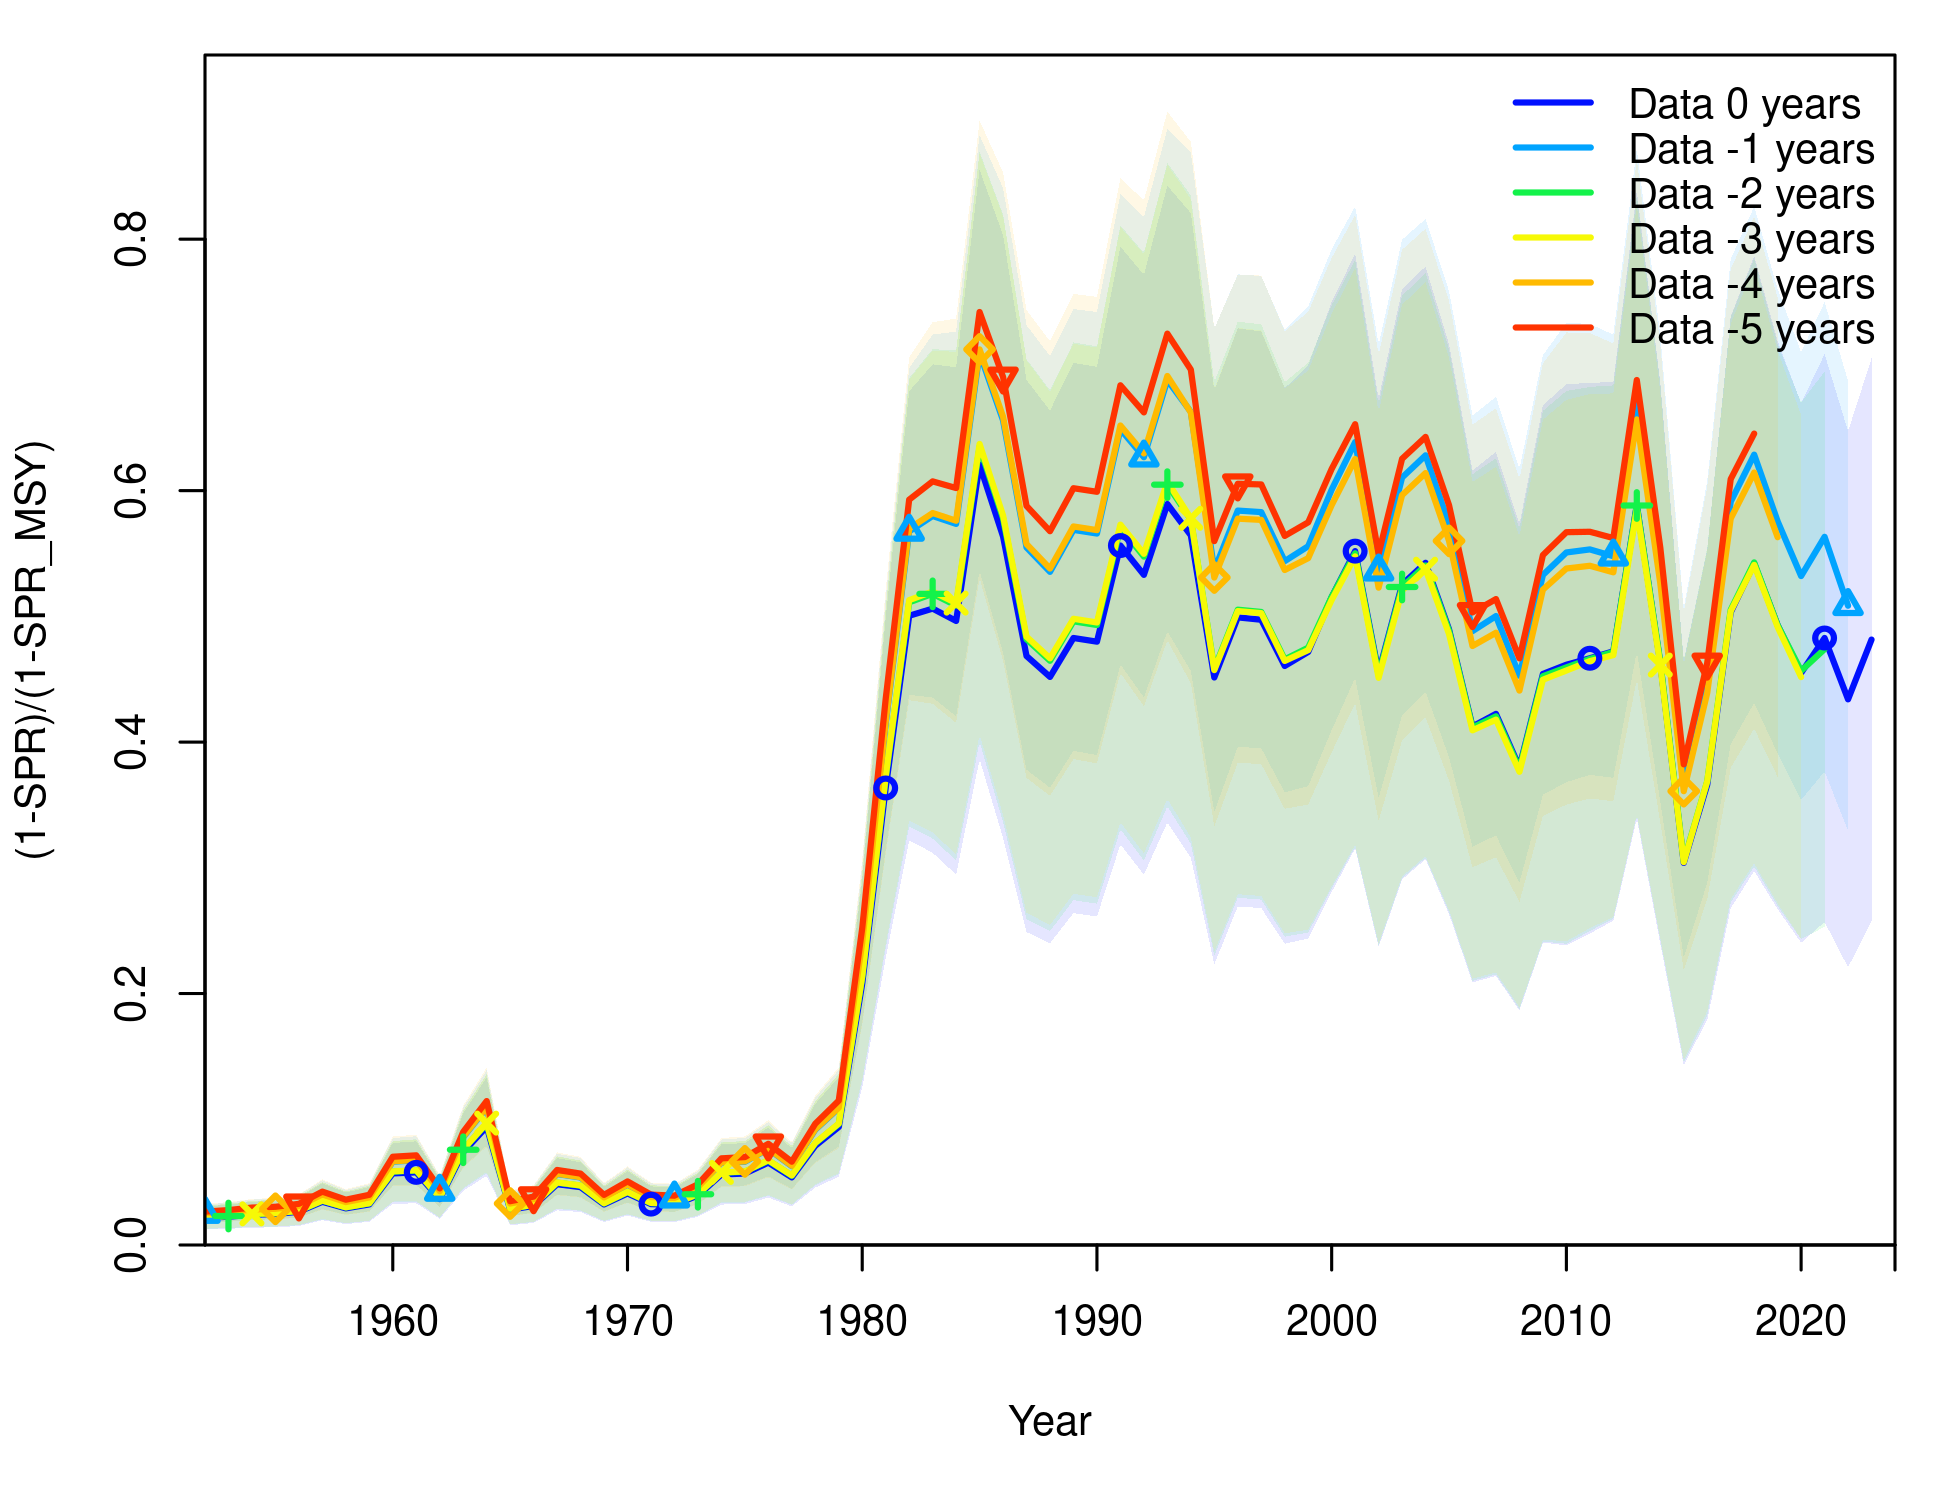 Data 0 years
Data -1 years
Data -2 years
Data -3 years
Data -4 years
Data -5 years
(1-SPR)/(1-SPR_MSY)
0.8
0.6
0.4
0.2
0.0
1960 1970 1980 1990 2000 2010 2020
Year